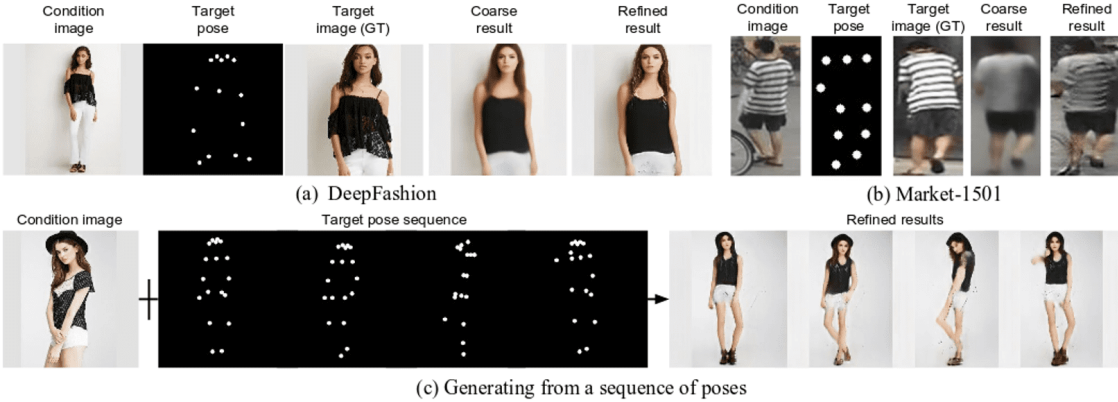 Condition image
Target pose
Target image (GT)
Coarse result
Refined result
(a) DeepFashion
Condition image
Target pose
Target image (GT)
Coarse result
Refined result
(b) Market-1501
Condition image
Target pose sequence
Refined results
(c) Generating from a sequence of poses